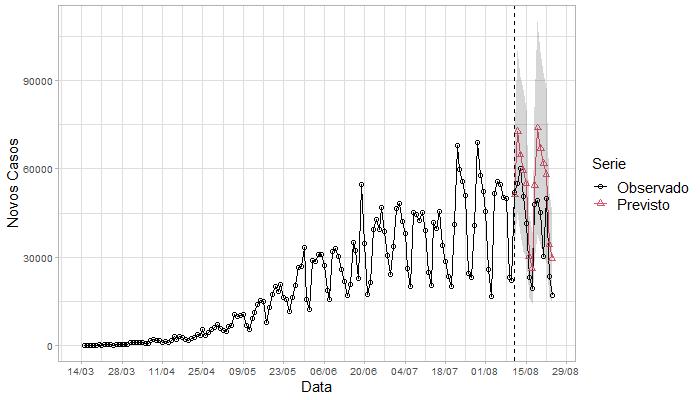 Novos Casos
90000
60000
30000
0
14/03 28/03 11/04 25/04 09/05 23/05 06/06 20/06 04/07 18/07 01/08 15/08 29/08
Data
Serie
Observado
Previsto